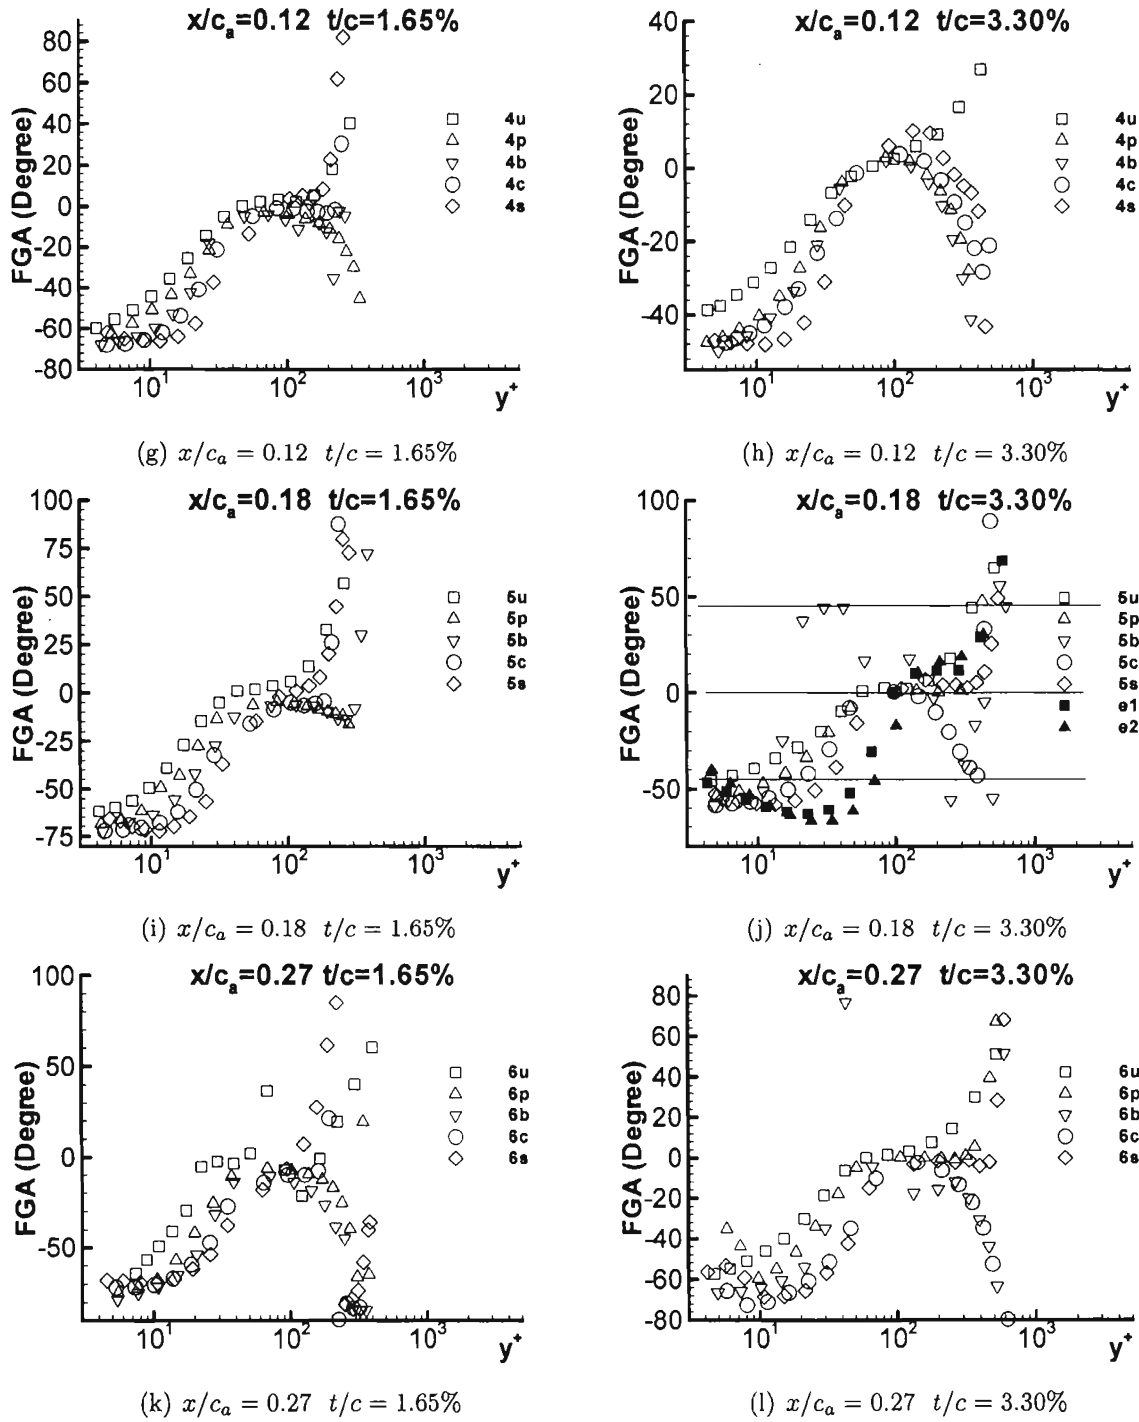 x/cₐ=0.12 t/c=1.65%
FGA (Degree)
80
60
40
20
0
-20
-40
-60
-80
10¹
10²
10³
y⁺
4u
4p
4b
4c
4s
(g) x/cₐ = 0.12 t/c = 1.65%
x/cₐ=0.12 t/c=3.30%
FGA (Degree)
40
20
0
-20
-40
10¹
10²
10³
y⁺
4u
4p
4b
4c
4s
(h) x/cₐ = 0.12 t/c = 3.30%
x/cₐ=0.18 t/c=1.65%
FGA (Degree)
100
75
50
25
0
-25
-50
-75
10¹
10²
10³
y⁺
5u
5p
5b
5c
5s
(i) x/cₐ = 0.18 t/c = 1.65%
x/cₐ=0.18 t/c=3.30%
FGA (Degree)
100
50
0
-50
10¹
10²
10³
y⁺
5u
5p
5b
5c
5s
e1
e2
(j) x/cₐ = 0.18 t/c = 3.30%
x/cₐ=0.27 t/c=1.65%
FGA (Degree)
100
50
0
-50
10¹
10²
10³
y⁺
6u
6p
6b
6c
6s
(k) x/cₐ = 0.27 t/c = 1.65%
x/cₐ=0.27 t/c=3.30%
FGA (Degree)
80
60
40
20
0
-20
-40
-60
-80
10¹
10²
10³
y⁺
6u
6p
6b
6c
6s
(l) x/cₐ = 0.27 t/c = 3.30%